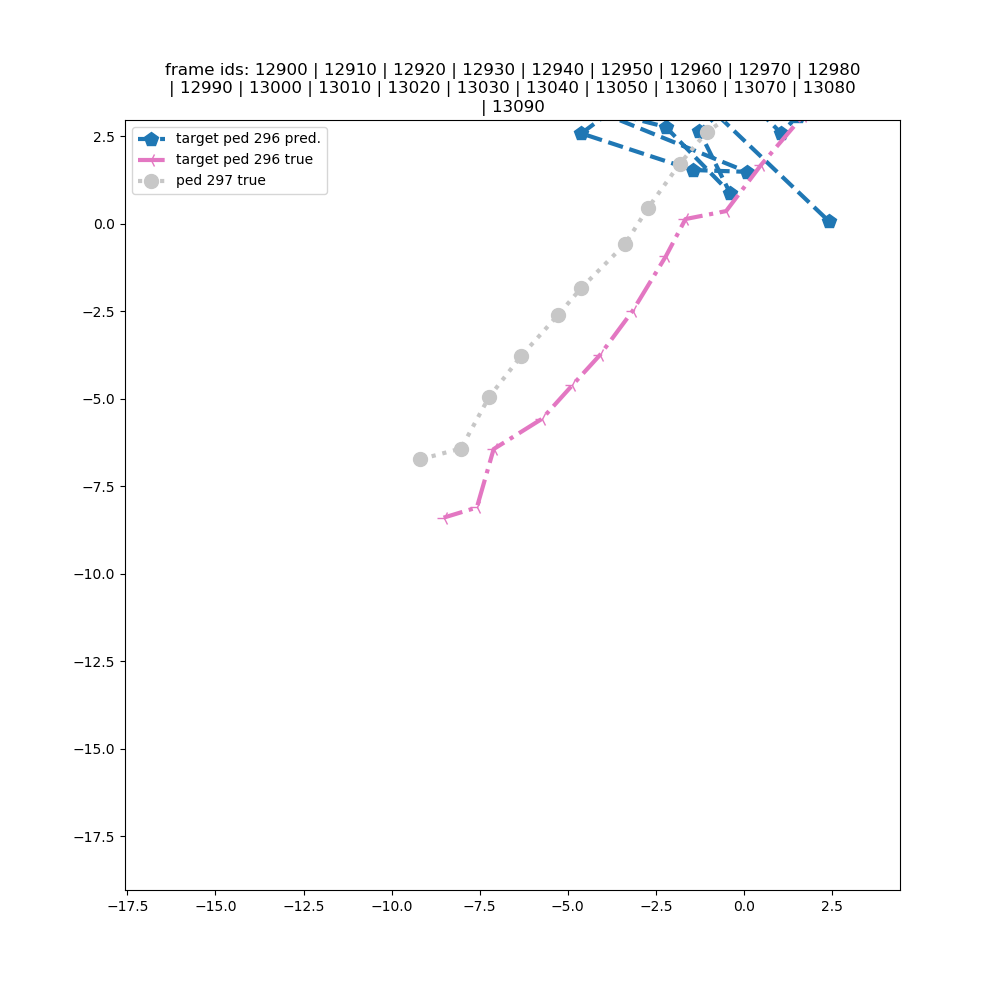 frame ids: 12900 | 12910 | 12920 | 12930 | 12940 | 12950 | 12960 | 12970 | 12980
| 12990 | 13000 | 13010 | 13020 | 13030 | 13040 | 13050 | 13060 | 13070 | 13080
| 13090
target ped 296 pred.
target ped 296 true
ped 297 true
2.5
0.0
−2.5
−5.0
−7.5
−10.0
−12.5
−15.0
−17.5
−17.5 −15.0 −12.5 −10.0 −7.5 −5.0 −2.5 0.0 2.5